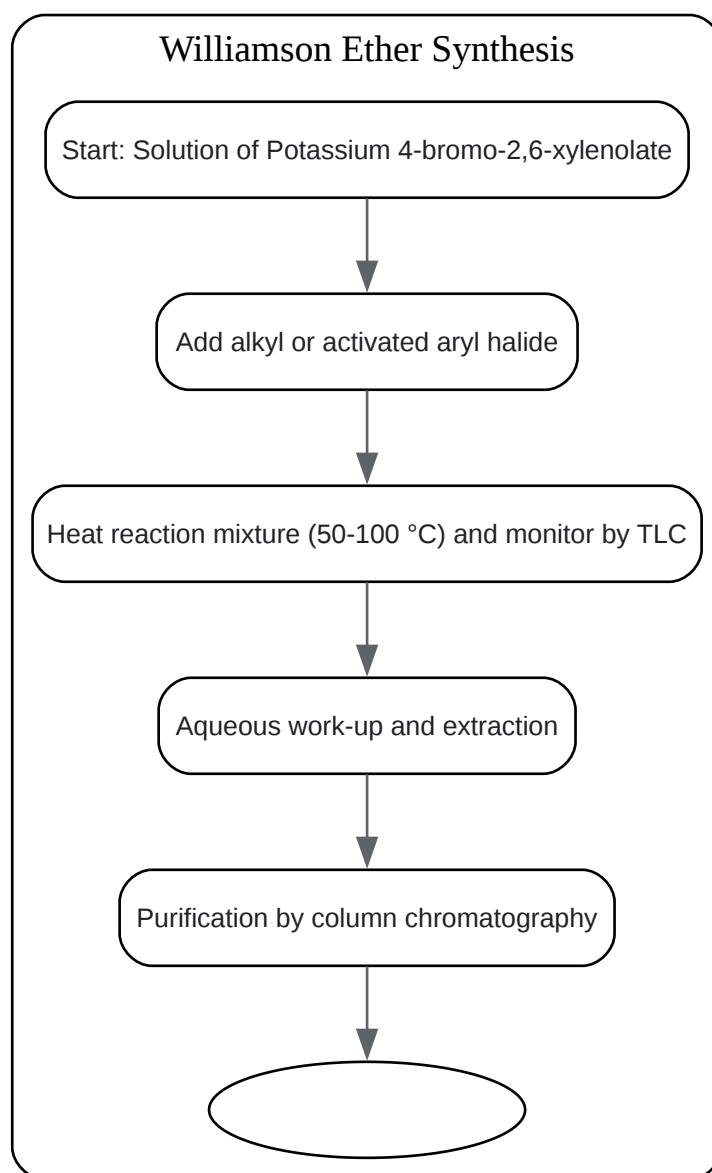 Williamson Ether Synthesis
Start: Solution of Potassium 4-bromo-2,6-xylenolate
Add alkyl or activated aryl halide
Heat reaction mixture (50-100 °C) and monitor by TLC
Aqueous work-up and extraction
Purification by column chromatography